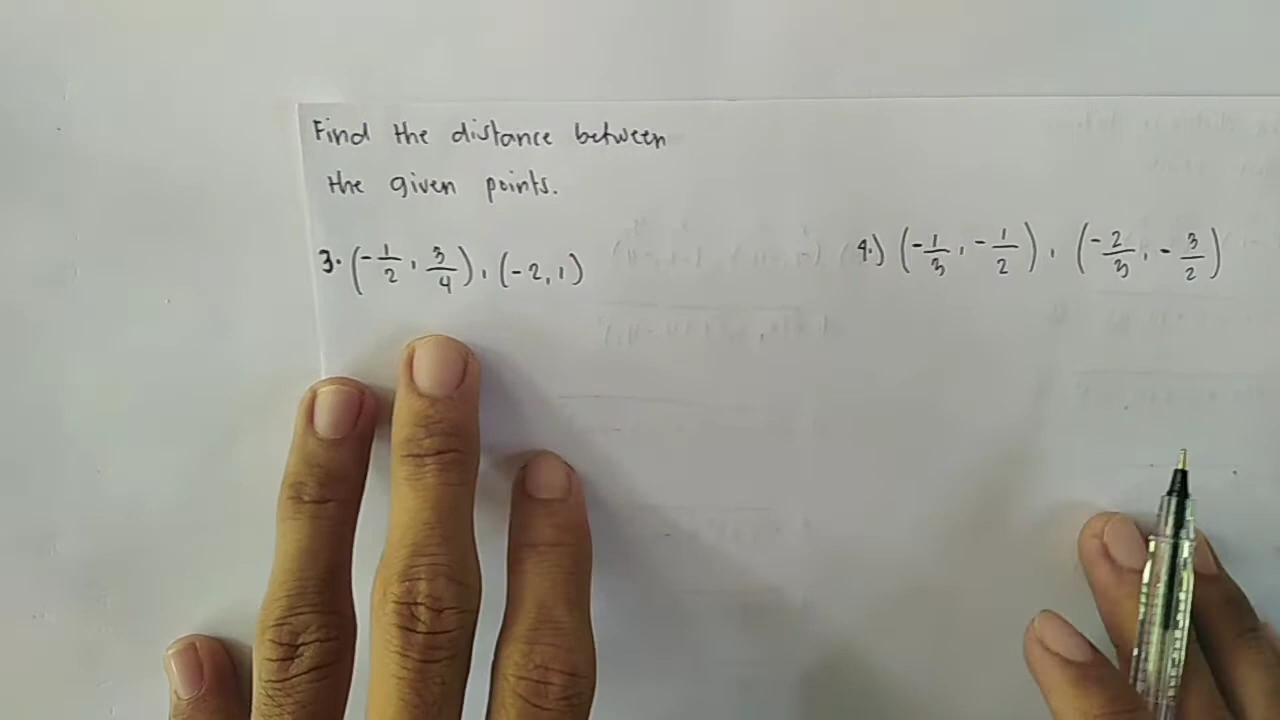 Find the distance between
the given points.
3. (-1/2, 3/4), (-2, 1)
4.) (-1/3, -1/2), (-2/3, -3/2)